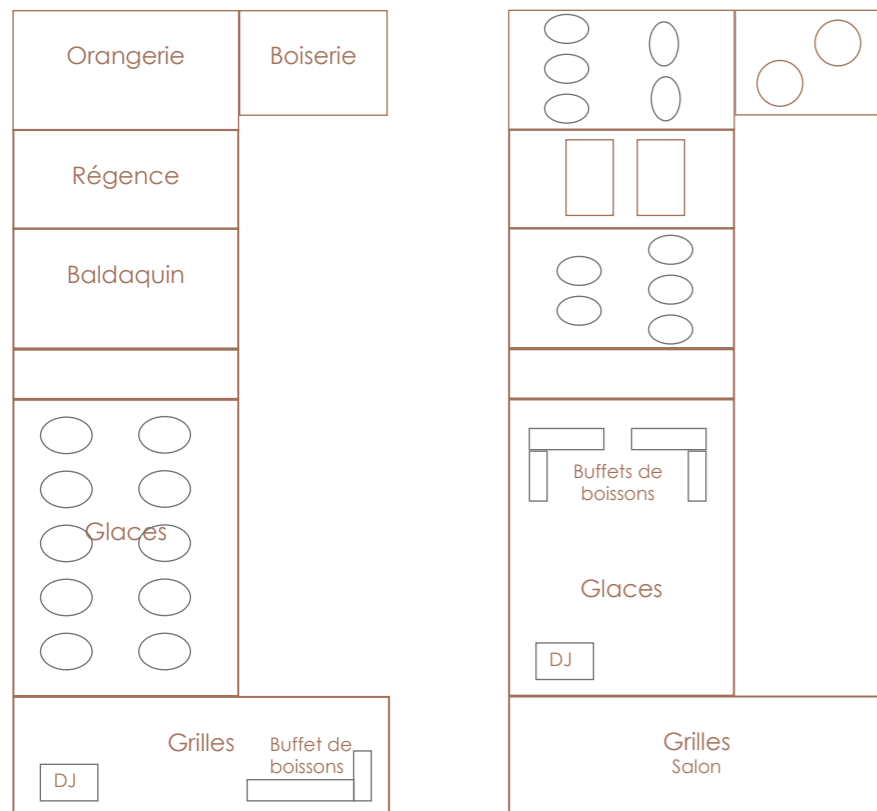 Orangerie
Boiserie
Régence
Baldaquin
Glaces
Grilles
Buffet de
boissons
DJ
Buffets de
boissons
Glaces
DJ
Grilles
Salon